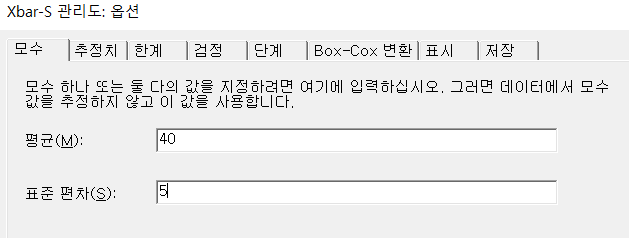 Xbar-S 관리도: 옵션
모수 추정치 한계 검정 단계 Box-Cox 변환 표시 저장
모수 하나 또는 둘 다의 값을 지정하려면 여기에 입력하십시오. 그러면 데이터에서 모수
값을 추정하지 않고 이 값을 사용합니다.
평균(M): 40
표준 편차(S): 5